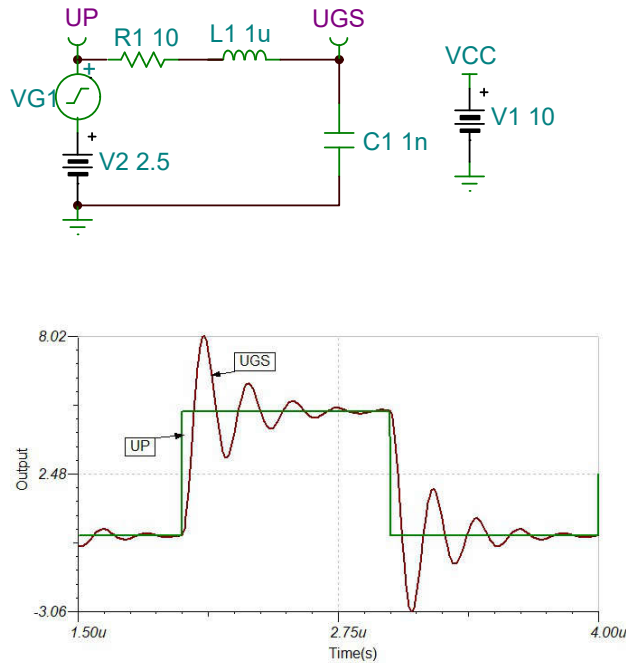 UP
R1 10
L1 1u
UGS
VG1
+
+
V2 2.5
C1 1n
VCC
+
V1 10
8.02
UGS
UP
Output
2.48
-3.06
1.50u
2.75u
4.00u
Time(s)